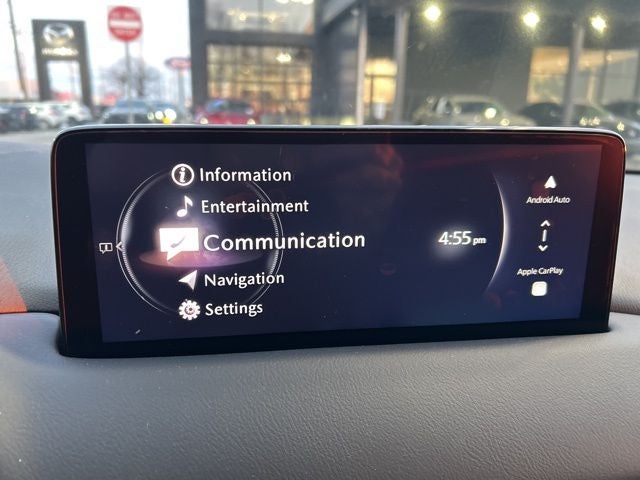 Information
Entertainment
Communication
Navigation
Settings
4:55 pm
Android Auto
Apple CarPlay